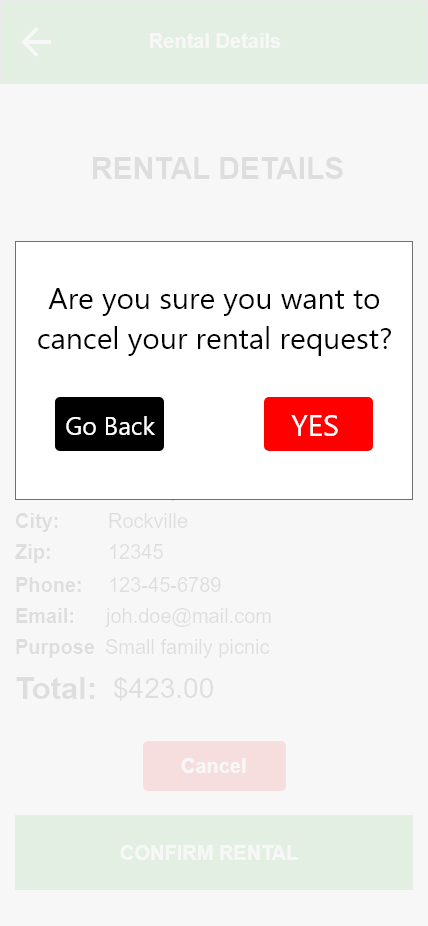 Rental Details
RENTAL DETAILS
Are you sure you want to
cancel your rental request?
Go Back YES
City: Rockville
Zip: 12345
Phone: 123-45-6789
Email: joh.doe@mail.com
Purpose Small family picnic
Total: $423.00
Cancel
CONFIRM RENTAL